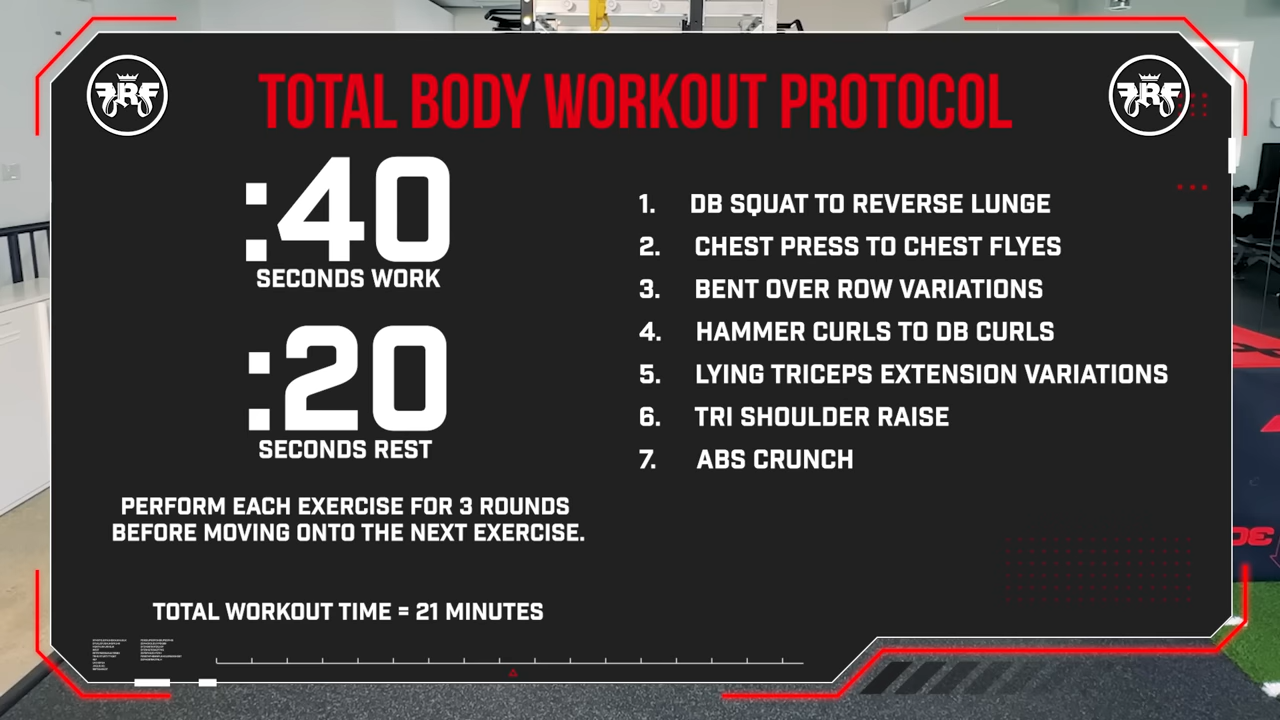 TOTAL BODY WORKOUT PROTOCOL
FRF
FRF
:40
SECONDS WORK
:20
SECONDS REST
PERFORM EACH EXERCISE FOR 3 ROUNDS
BEFORE MOVING ONTO THE NEXT EXERCISE.
TOTAL WORKOUT TIME = 21 MINUTES
1. DB SQUAT TO REVERSE LUNGE
2. CHEST PRESS TO CHEST FLYES
3. BENT OVER ROW VARIATIONS
4. HAMMER CURLS TO DB CURLS
5. LYING TRICEPS EXTENSION VARIATIONS
6. TRI SHOULDER RAISE
7. ABS CRUNCH